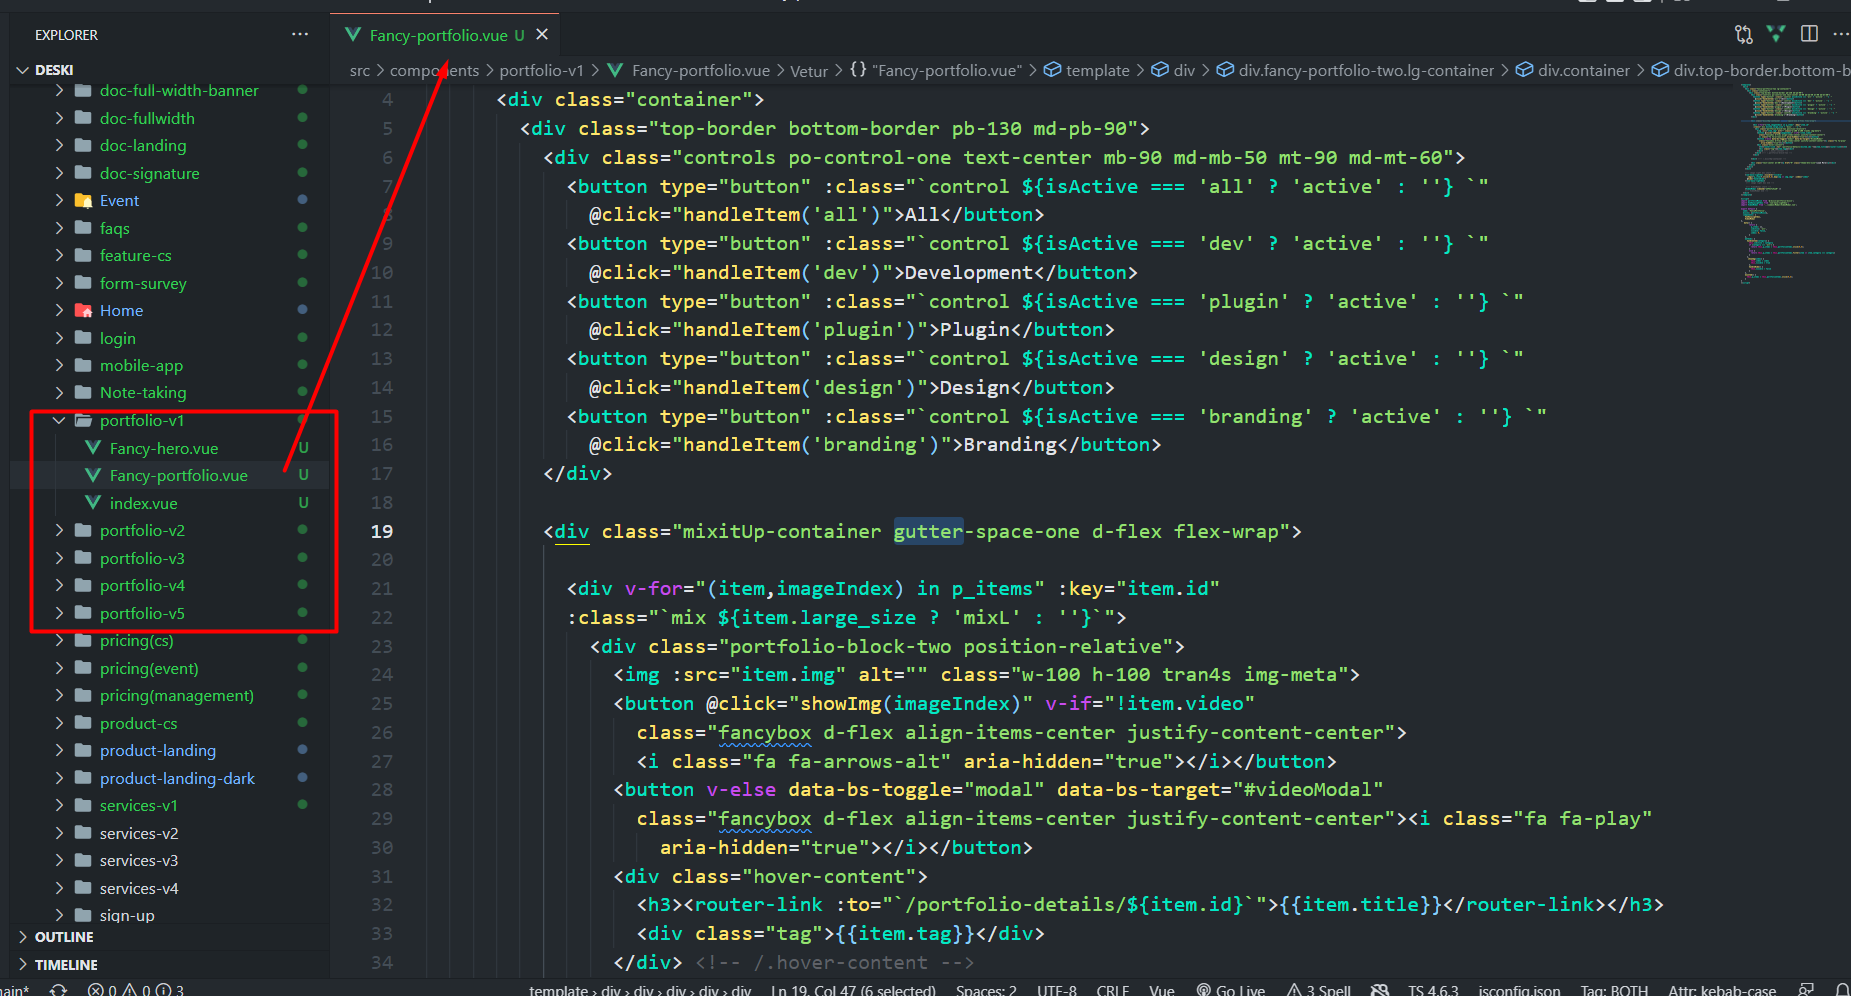 EXPLORER
···
DESKI
doc-full-width-banner
doc-fullwidth
doc-landing
doc-signature
Event
faqs
feature-cs
form-survey
Home
login
mobile-app
Note-taking
portfolio-v1
Fancy-hero.vue U
Fancy-portfolio.vue U
index.vue U
portfolio-v2
portfolio-v3
portfolio-v4
portfolio-v5
pricing(cs)
pricing(event)
pricing(management)
product-cs
product-landing
product-landing-dark
services-v1
services-v2
services-v3
services-v4
sign-up
OUTLINE
TIMELINE
Fancy-portfolio.vue U
src > components > portfolio-v1 > Fancy-portfolio.vue > Vetur > {} "Fancy-portfolio.vue" > template > div > div.fancy-portfolio-two.lg-container > div.container > div.top-border.bottom-b
4 <div class="container">
5 <div class="top-border bottom-border pb-130 md-pb-90">
6 <div class="controls po-control-one text-center mb-90 md-mb-50 mt-90 md-mt-60">
7 <button type="button" :class="`control ${isActive === 'all' ? 'active' : ''} `"
8 @click="handleItem('all')">All</button>
9 <button type="button" :class="`control ${isActive === 'dev' ? 'active' : ''} `"
10 @click="handleItem('dev')">Development</button>
11 <button type="button" :class="`control ${isActive === 'plugin' ? 'active' : ''} `"
12 @click="handleItem('plugin')">Plugin</button>
13 <button type="button" :class="`control ${isActive === 'design' ? 'active' : ''} `"
14 @click="handleItem('design')">Design</button>
15 <button type="button" :class="`control ${isActive === 'branding' ? 'active' : ''} `"
16 @click="handleItem('branding')">Branding</button>
17 </div>
18
19 <div class="mixitUp-container gutter-space-one d-flex flex-wrap">
20
21 <div v-for="(item,imageIndex) in p_items" :key="item.id"
22 :class="`mix ${item.large_size ? 'mixL' : ''}`">
23 <div class="portfolio-block-two position-relative">
24 <img :src="item.img" alt="" class="w-100 h-100 tran4s img-meta">
25 <button @click="showImg(imageIndex)" v-if="!item.video"
26 class="fancybox d-flex align-items-center justify-content-center">
27 <i class="fa fa-arrows-alt" aria-hidden="true"></i></button>
28 <button v-else data-bs-toggle="modal" data-bs-target="#videoModal"
29 class="fancybox d-flex align-items-center justify-content-center"><i class="fa fa-play"
30 aria-hidden="true"></i></button>
31 <div class="hover-content">
32 <h3><router-link :to="`/portfolio-details/${item.id}`">{{item.title}}</router-link></h3>
33 <div class="tag">{{item.tag}}</div>
34 </div> <!-- /.hover-content -->
ain* 0 0 3 template › div › div › div › div › div Ln 19, Col 47 (6 selected) Spaces: 2 UTF-8 CRLF Vue Go Live 3 Spell TS 4.6.3 jsconfig.json Tag: BOTH Attr: kebab-case